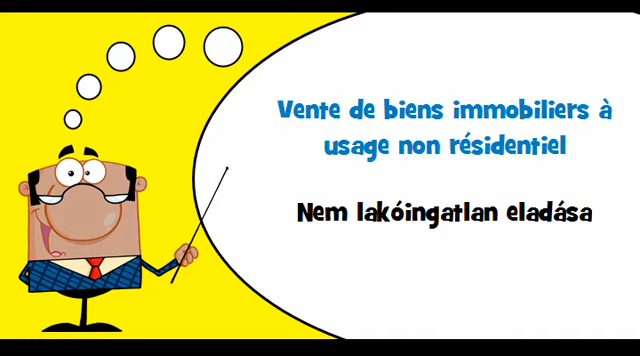 Vente de biens immobiliers à
usage non résidentiel
Nem lakóingatlan eladása